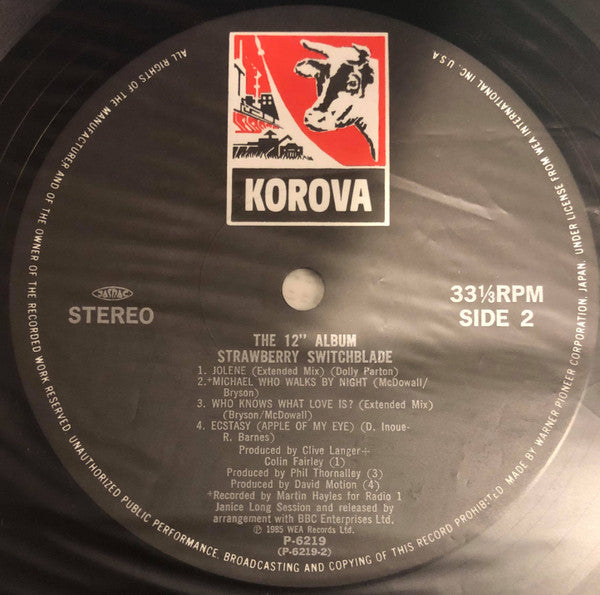 KOROVA
JASRAC
STEREO
33⅓RPM
SIDE 2
THE 12" ALBUM
STRAWBERRY SWITCHBLADE
1. JOLENE (Extended Mix) (Dolly Parton)
2.+MICHAEL WHO WALKS BY NIGHT (McDowall/
Bryson)
3. WHO KNOWS WHAT LOVE IS? (Extended Mix)
(Bryson/McDowall)
4. ECSTASY (APPLE OF MY EYE) (D. Inoue-
R. Barnes)
Produced by Clive Langer+
Colin Fairley (1)
Produced by Phil Thornalley (3)
Produced by David Motion (4)
+Recorded by Martin Hayles for Radio 1
Janice Long Session and released by
arrangement with BBC Enterprises Ltd.
℗ 1985 WEA Records Ltd.
P-6219
(P-6219-2)
ALL RIGHTS OF THE MANUFACTURER AND OF THE OWNER OF THE RECORDED WORK RESERVED. UNAUTHORIZED PUBLIC PERFORMANCE, BROADCASTING AND COPYING OF THIS RECORD PROHIBITED. MADE BY WARNER PIONEER CORPORATION, JAPAN, UNDER LICENSE FROM WEA INTERNATIONAL INC. U.S.A